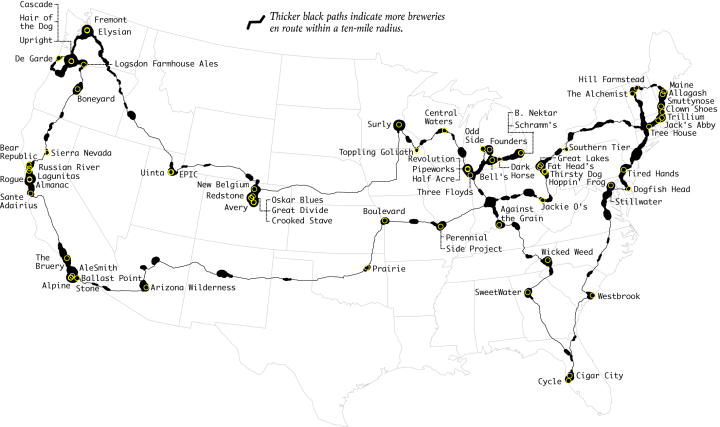 Thicker black paths indicate more breweries
en route within a ten-mile radius.
Cascade
Hair of
the Dog
Upright
De Garde
Fremont
Elysian
Logsdon Farmhouse Ales
Boneyard
Bear
Republic
Sierra Nevada
Russian River
Lagunitas
Rogue
Almanac
Sante
Adairius
The
Bruery
AleSmith
Ballast Point
Alpine
Stone
Arizona Wilderness
Uinta
EPIC
New Belgium
Redstone
Avery
Oskar Blues
Great Divide
Crooked Stave
Prairie
Boulevard
Perennial
Side Project
Surly
Toppling Goliath
Central
Waters
Revolution
Pipeworks
Half Acre
Three Floyds
Odd
Side
Founders
B. Nektar
Schramm's
Dark
Bell's Horse
Against
the Grain
Jackie O's
Great Lakes
Fat Head's
Thirsty Dog
Hoppin' Frog
Southern Tier
Hill Farmstead
The Alchemist
Maine
Allagash
Smuttynose
Clown Shoes
Trillium
Jack's Abby
Tree House
Tired Hands
Dogfish Head
Stillwater
Wicked Weed
SweetWater
Westbrook
Cigar City
Cycle